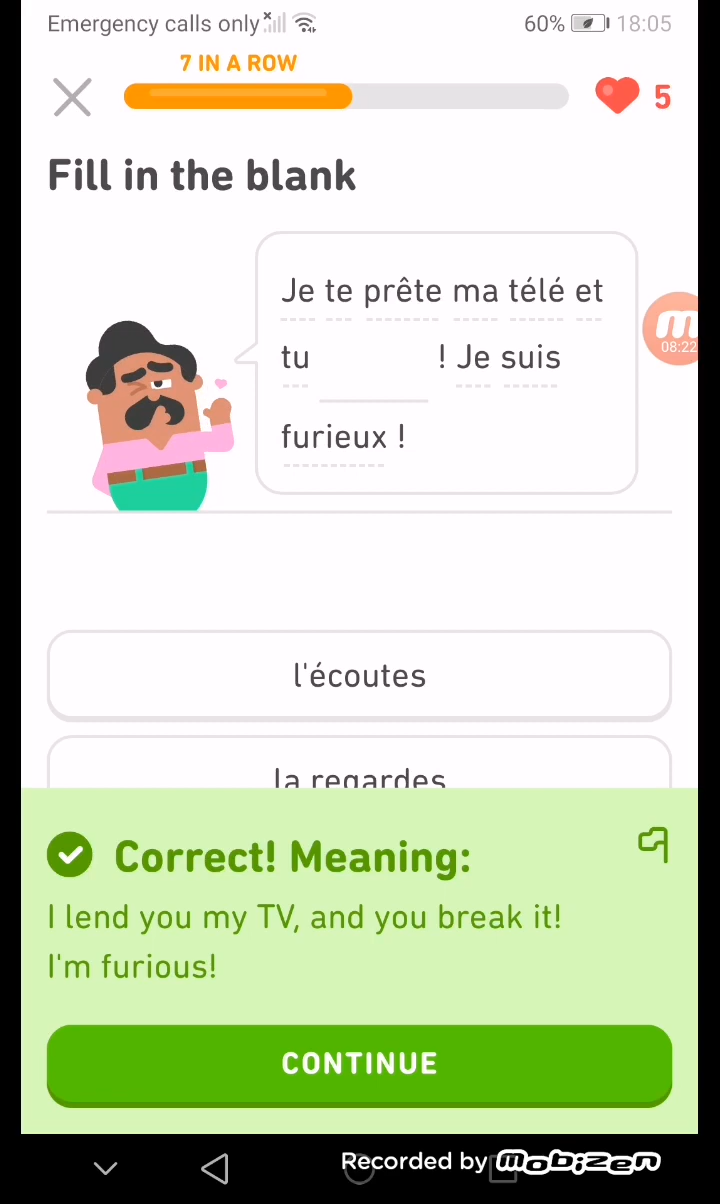 Emergency calls only 60% 18:05
7 IN A ROW
5
Fill in the blank
Je te prête ma télé et
tu ! Je suis
furieux !
08:22
l'écoutes
la regardes
Correct! Meaning:
I lend you my TV, and you break it!
I'm furious!
CONTINUE
Recorded by mobizen